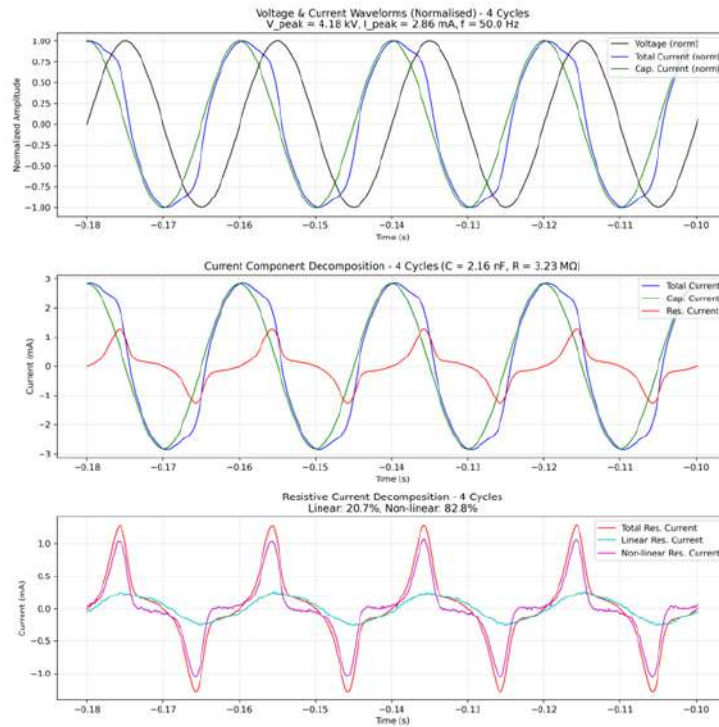 Voltage & Current Waveforms (Normalised) - 4 Cycles
V_peak = 4.18 kV, I_peak = 2.86 mA, f = 50.0 Hz
Voltage (norm)
Total Current (norm)
Cap. Current (norm)
Normalized Amplitude
1.00
0.75
0.50
0.25
0.00
−0.25
−0.50
−0.75
−1.00
−0.18 −0.17 −0.16 −0.15 −0.14 −0.13 −0.12 −0.11 −0.10
Time (s)
Current Component Decomposition - 4 Cycles (C = 2.16 nF, R = 3.23 MΩ)
Total Current
Cap. Current
Res. Current
Current (mA)
3
2
1
0
−1
−2
−3
−0.18 −0.17 −0.16 −0.15 −0.14 −0.13 −0.12 −0.11 −0.10
Time (s)
Resistive Current Decomposition - 4 Cycles
Linear: 20.7%, Non-linear: 82.8%
Total Res. Current
Linear Res. Current
Non-linear Res. Current
Current (mA)
1.0
0.5
0.0
−0.5
−1.0
−0.18 −0.17 −0.16 −0.15 −0.14 −0.13 −0.12 −0.11 −0.10
Time (s)